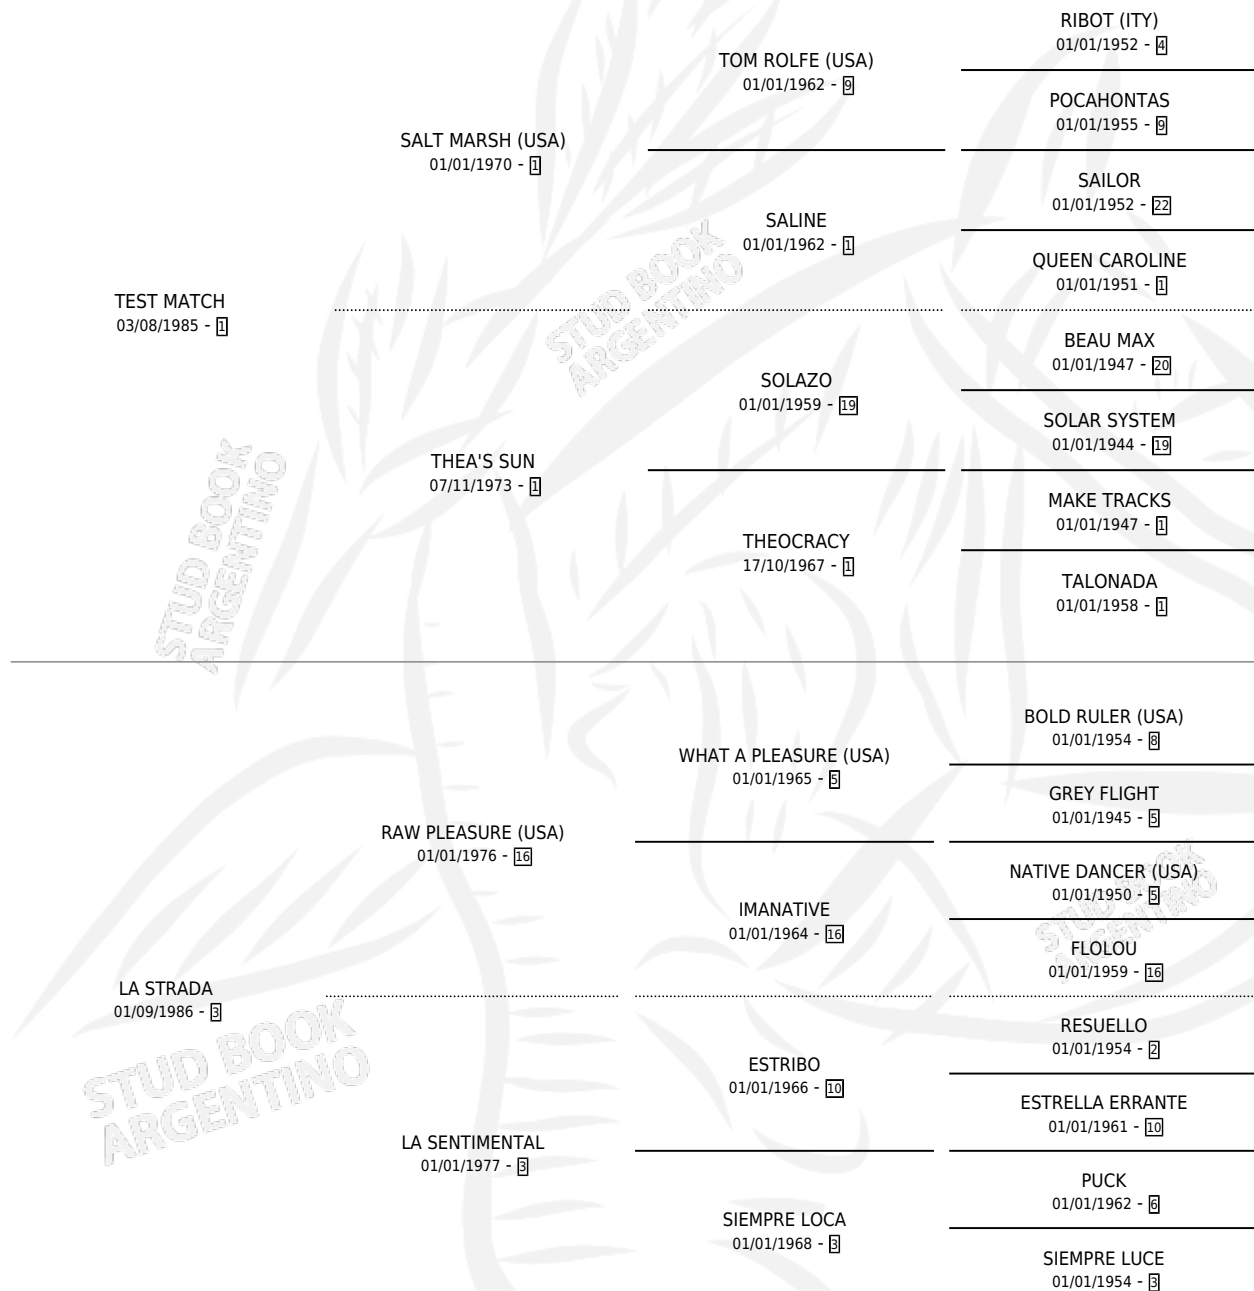 RIBOT (ITY)
01/01/1952 - 4
TOM ROLFE (USA)
01/01/1962 - 9
POCAHONTAS
01/01/1955 - 9
SALT MARSH (USA)
01/01/1970 - 1
SAILOR
01/01/1952 - 22
SALINE
01/01/1962 - 1
QUEEN CAROLINE
01/01/1951 - 1
STUD BOOK
ARGENTINO
TEST MATCH
03/08/1985 - 1
BEAU MAX
01/01/1947 - 20
SOLAZO
01/01/1959 - 19
SOLAR SYSTEM
01/01/1944 - 19
THEA'S SUN
07/11/1973 - 1
MAKE TRACKS
01/01/1947 - 1
THEOCRACY
17/10/1967 - 1
TALONADA
01/01/1958 - 1
STUD BOOK
ARGENTINO
BOLD RULER (USA)
01/01/1954 - 8
WHAT A PLEASURE (USA)
01/01/1965 - 5
GREY FLIGHT
01/01/1945 - 5
RAW PLEASURE (USA)
01/01/1976 - 16
NATIVE DANCER (USA)
01/01/1950 - 5
IMANATIVE
01/01/1964 - 16
FLOLOU
01/01/1959 - 16
STUD BOOK
ARGENTINO
LA STRADA
01/09/1986 - 3
RESUELLO
01/01/1954 - 2
ESTRIBO
01/01/1966 - 10
ESTRELLA ERRANTE
01/01/1961 - 10
STUD BOOK
ARGENTINO
LA SENTIMENTAL
01/01/1977 - 3
PUCK
01/01/1962 - 6
SIEMPRE LOCA
01/01/1968 - 3
SIEMPRE LUCE
01/01/1954 - 3